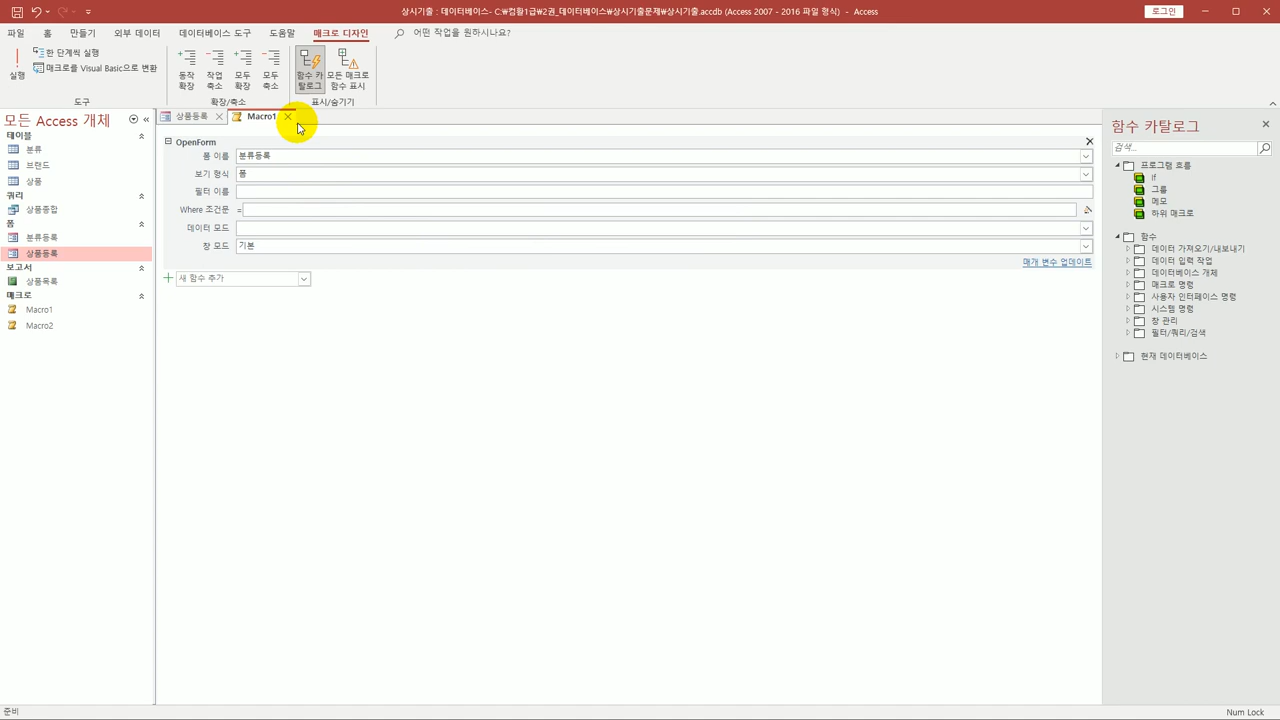 상시기술 : 데이터베이스- C:₩컴활1급₩2권_데이터베이스₩상시기술문제₩상시기술.accdb (Access 2007 - 2016 파일 형식) - Access
로그인
파일 홈 만들기 외부 데이터 데이터베이스 도구 도움말 매크로 디자인 어떤 작업을 원하시나요?
실행
한 단계씩 실행
매크로를 Visual Basic으로 변환
도구
동작 확장
작업 축소
모두 확장
모두 축소
확장/축소
함수 카탈로그
모든 매크로 함수 표시
표시/숨기기
모든 Access 개체
테이블
분류
브랜드
상품
쿼리
상품종합
폼
분류등록
상품등록
보고서
상품목록
매크로
Macro1
Macro2
상품등록
Macro1
OpenForm
폼 이름 분류등록
보기 형식 폼
필터 이름
Where 조건문 =
데이터 모드
창 모드 기본
매개 변수 업데이트
새 함수 추가
함수 카탈로그
검색...
프로그램 흐름
If
그룹
메모
하위 매크로
함수
데이터 가져오기/내보내기
데이터 입력 작업
데이터베이스 개체
매크로 명령
사용자 인터페이스 명령
시스템 명령
창 관리
필터/쿼리/검색
현재 데이터베이스
준비
Num Lock